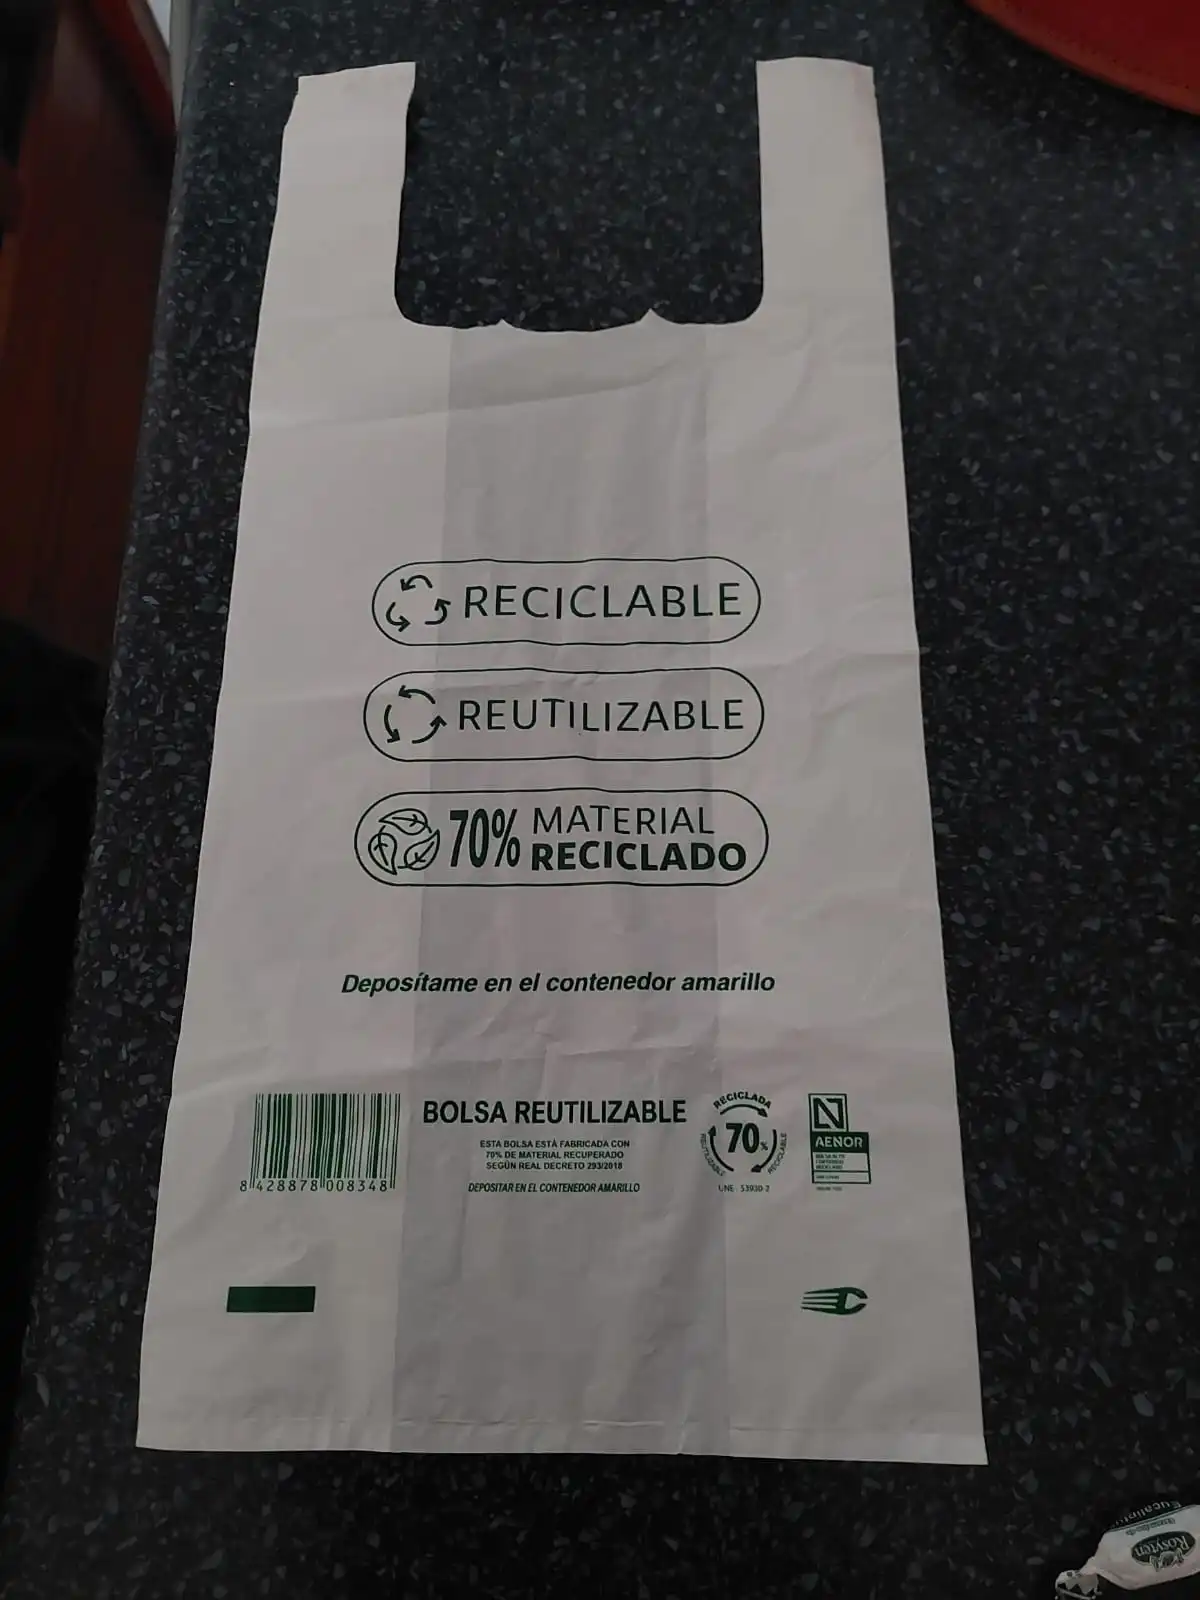 RECICLABLE
REUTILIZABLE
70% MATERIAL
RECICLADO
Deposítame en el contenedor amarillo
BOLSA REUTILIZABLE
ESTA BOLSA ESTÁ FABRICADA CON
70% DE MATERIAL RECUPERADO
SEGÚN REAL DECRETO 293/2018
DEPOSITAR EN EL CONTENEDOR AMARILLO
8 428878 008348
RECICLADA
70%
REUTILIZABLE
RECICLABLE
UNE 53930-2
N
AENOR
Rosyten